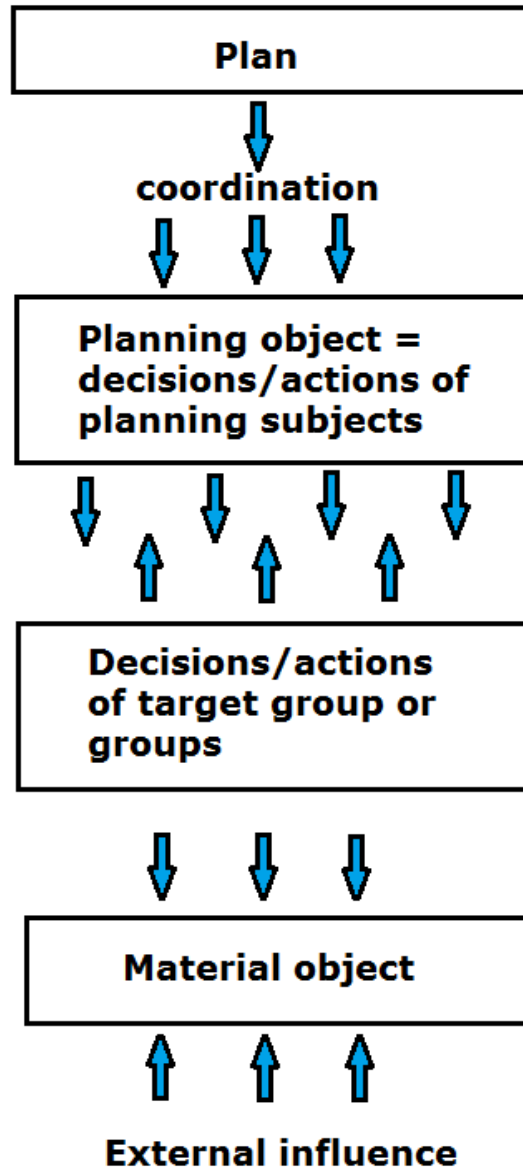 Plan
coordination
Planning object =
decisions/actions of
planning subjects
Decisions/actions
of target group or
groups
Material object
External influence